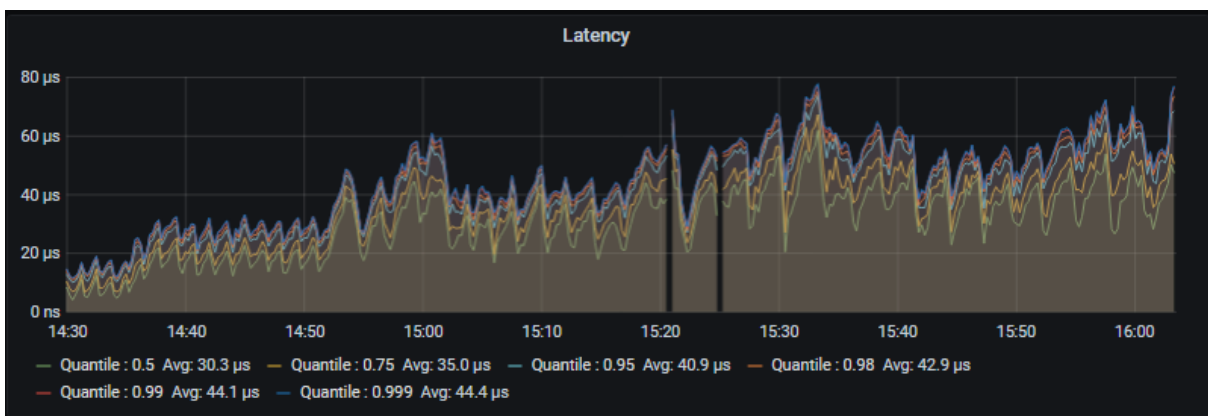 Latency
80 µs
60 µs
40 µs
20 µs
0 ns
14:30 14:40 14:50 15:00 15:10 15:20 15:30 15:40 15:50 16:00
Quantile : 0.5 Avg: 30.3 µs Quantile : 0.75 Avg: 35.0 µs Quantile : 0.95 Avg: 40.9 µs Quantile : 0.98 Avg: 42.9 µs
Quantile : 0.99 Avg: 44.1 µs Quantile : 0.999 Avg: 44.4 µs